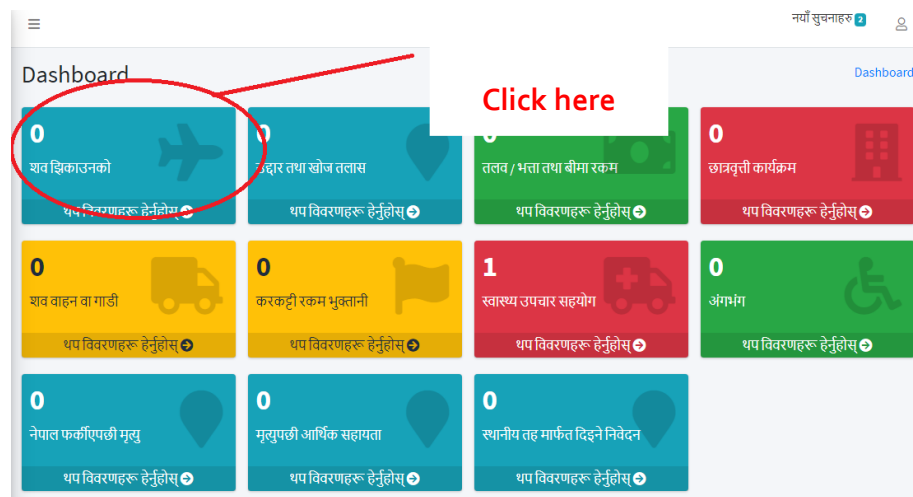 नयाँ सुचनाहरु 2
Dashboard
Dashboard
Click here
0
शव झिकाउनको
थप विवरणहरू हेर्नुहोस्
0
उद्दार तथा खोज तलास
थप विवरणहरू हेर्नुहोस्
0
तलव / भत्ता तथा बीमा रकम
थप विवरणहरू हेर्नुहोस्
0
छात्रवृत्ती कार्यक्रम
थप विवरणहरू हेर्नुहोस्
0
शव वाहन वा गाडी
थप विवरणहरू हेर्नुहोस्
0
करकट्टी रकम भुक्तानी
थप विवरणहरू हेर्नुहोस्
1
स्वास्थ्य उपचार सहयोग
थप विवरणहरू हेर्नुहोस्
0
अंगभंग
थप विवरणहरू हेर्नुहोस्
0
नेपाल फर्कीएपछी मृत्यु
थप विवरणहरू हेर्नुहोस्
0
मृत्युपछी आर्थिक सहायता
थप विवरणहरू हेर्नुहोस्
0
स्थानीय तह मार्फत दिइने निवेदन
थप विवरणहरू हेर्नुहोस्